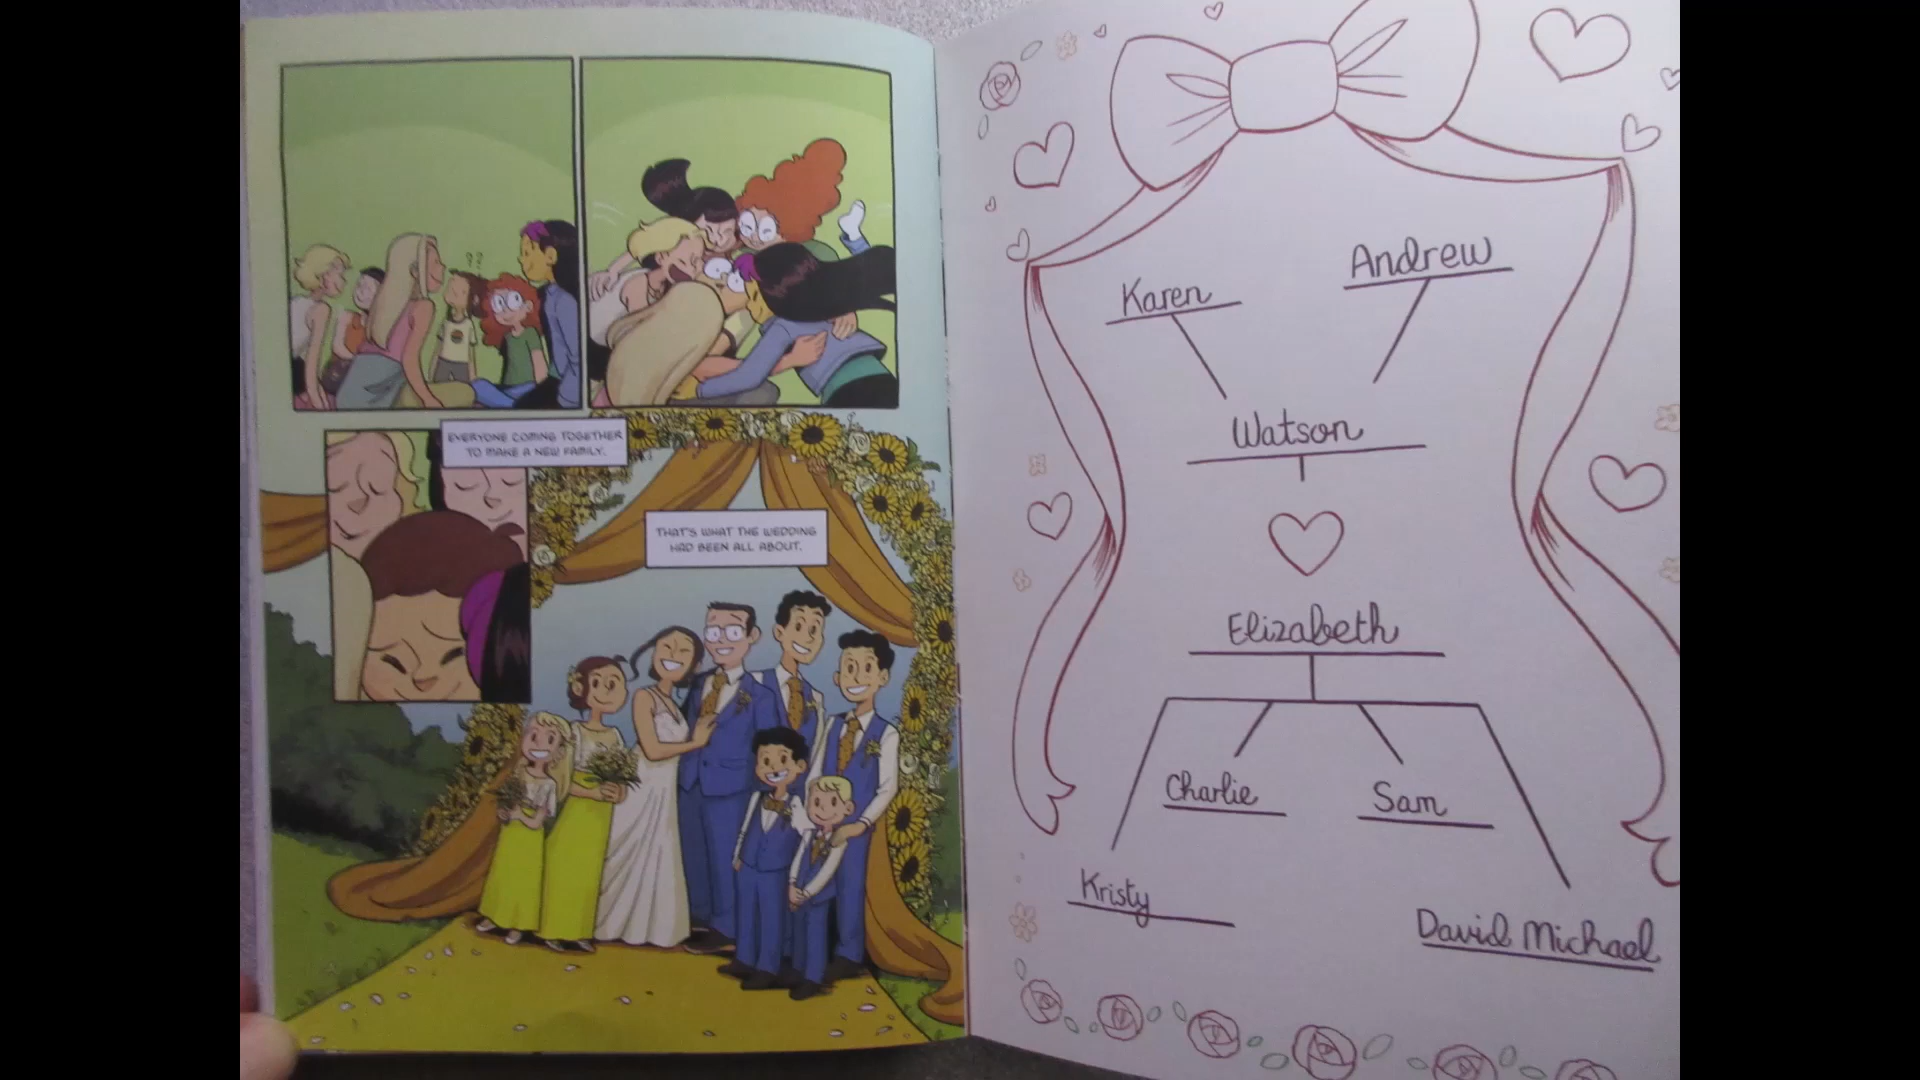 ??
EVERYONE COMING TOGETHER
TO MAKE A NEW FAMILY.
THAT'S WHAT THE WEDDING
HAD BEEN ALL ABOUT.
Karen
Andrew
Watson
Elizabeth
Charlie
Sam
Kristy
David Michael